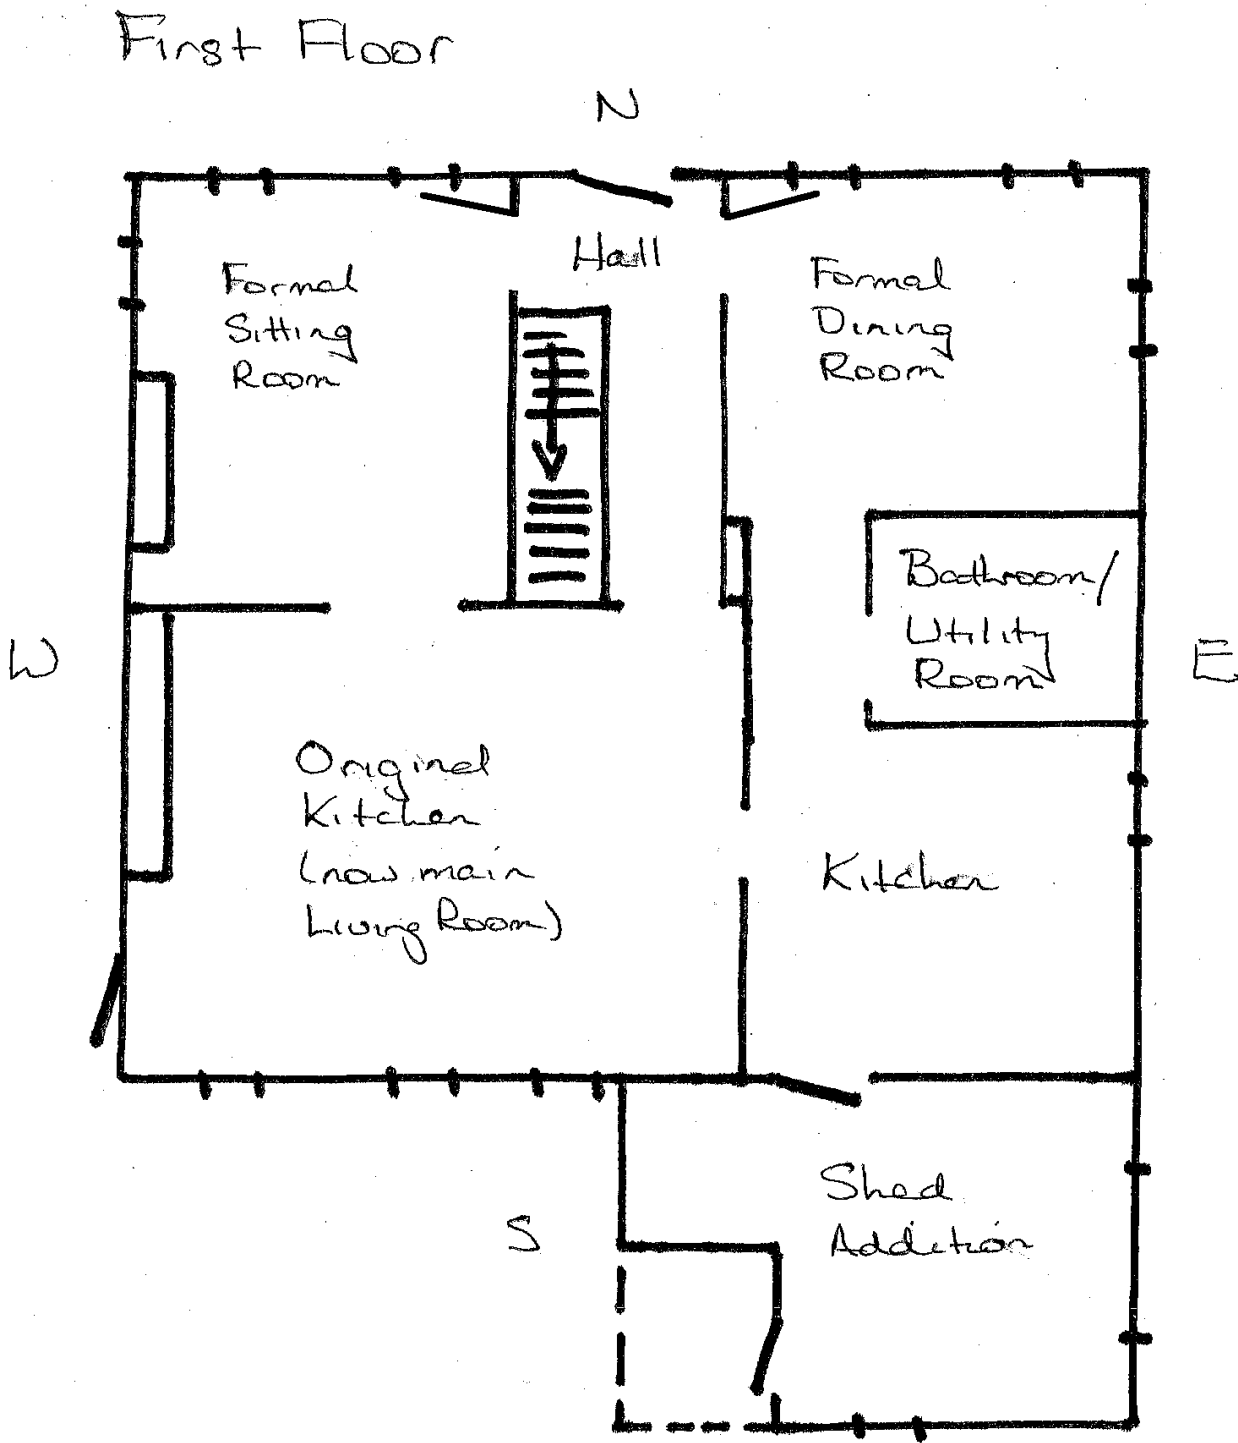 First Floor
N
Hall
Formal
Sitting
Room
Formal
Dining
Room
Bathroom/
Utility
Room
W
E
Original
Kitchen
(now main
Living Room)
Kitchen
Shed
Addition
S